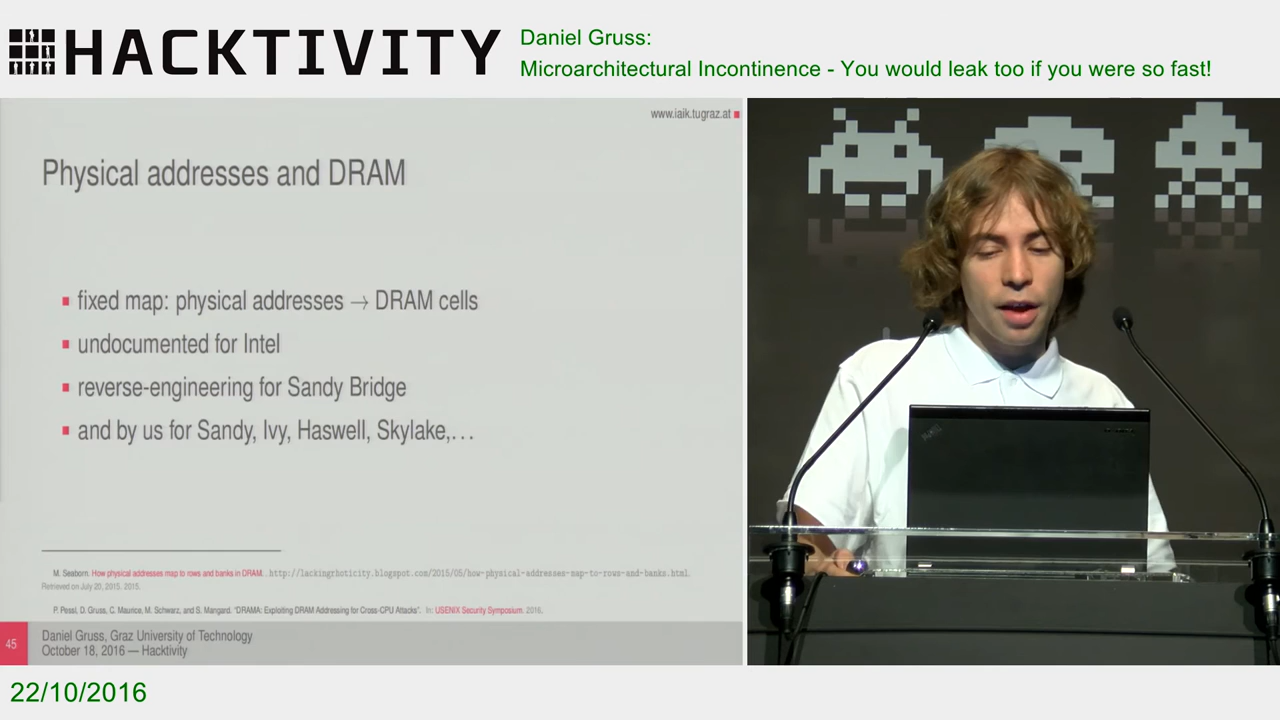 HACKTIVITY
Daniel Gruss:
Microarchitectural Incontinence - You would leak too if you were so fast!
www.iaik.tugraz.at
Physical addresses and DRAM
fixed map: physical addresses → DRAM cells
undocumented for Intel
reverse-engineering for Sandy Bridge
and by us for Sandy, Ivy, Haswell, Skylake,...
M. Seaborn. How physical addresses map to rows and banks in DRAM. http://lackingrhoticity.blogspot.com/2015/05/how-physical-addresses-map-to-rows-and-banks.html.
Retrieved on July 20, 2015. 2015.
P. Pessl, D. Gruss, C. Maurice, M. Schwarz, and S. Mangard. "DRAMA: Exploiting DRAM Addressing for Cross-CPU Attacks". In: USENIX Security Symposium. 2016.
45
Daniel Gruss, Graz University of Technology
October 18, 2016 — Hacktivity
22/10/2016